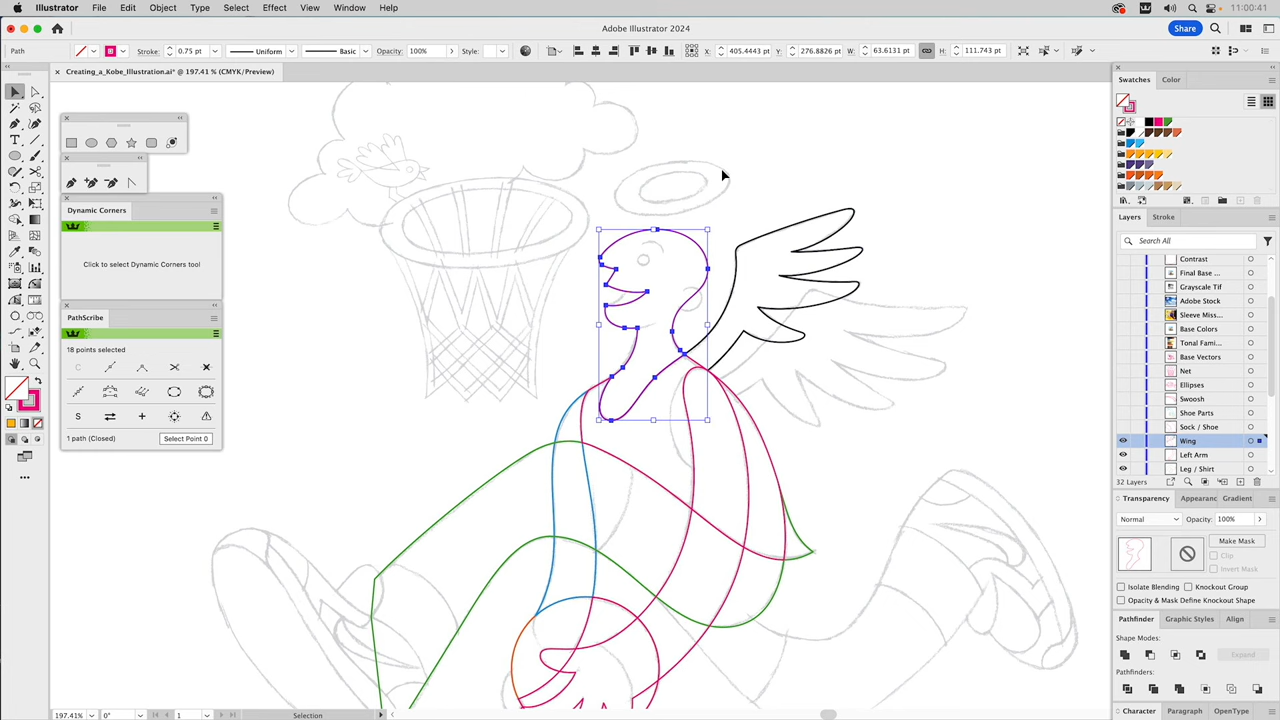 Illustrator File Edit Object Type Select Effect View Window Help 11:00:41
Adobe Illustrator 2024 Share
Path Stroke: 0.75 pt Uniform Basic Opacity: 100% Style: X: 405.4443 pt Y: 276.8826 pt W: 63.6131 pt H: 111.743 pt
Creating_a_Kobe_Illustration.ai* @ 197.41 % (CMYK/Preview)
Swatches Color
Dynamic Corners
Click to select Dynamic Corners tool
PathScribe
18 points selected
1 path (Closed) Select Point 0
Layers Stroke
Search All
Contrast
Final Base ...
Grayscale Tif
Adobe Stock
Sleeve Miss...
Base Colors
Tonal Fami...
Base Vectors
Net
Ellipses
Swoosh
Shoe Parts
Sock / Shoe
Wing
Left Arm
Leg / Shirt
32 Layers
Transparency Appearanc Gradient
Normal Opacity: 100%
Make Mask
Clip
Invert Mask
Isolate Blending Knockout Group
Opacity & Mask Define Knockout Shape
Pathfinder Graphic Styles Align
Shape Modes:
Expand
Pathfinders:
Character Paragraph OpenType
197.41% 0° 1 Selection